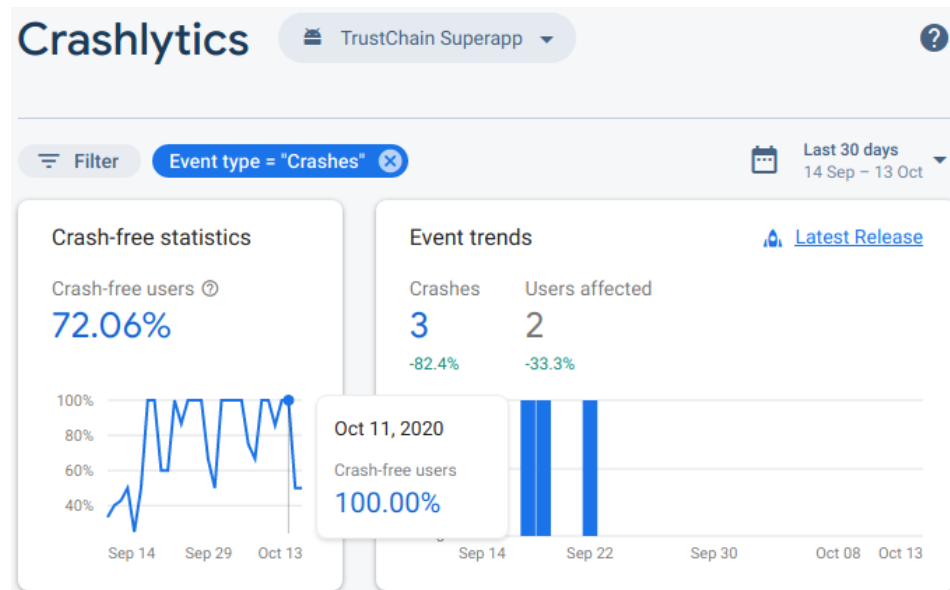 Crashlytics
TrustChain Superapp
Filter
Event type = "Crashes"
Last 30 days
14 Sep – 13 Oct
Crash-free statistics
Crash-free users
72.06%
100%
80%
60%
40%
Sep 14 Sep 29 Oct 13
Oct 11, 2020
Crash-free users
100.00%
Event trends
Latest Release
Crashes Users affected
3 2
-82.4% -33.3%
Sep 14 Sep 22 Sep 30 Oct 08 Oct 13